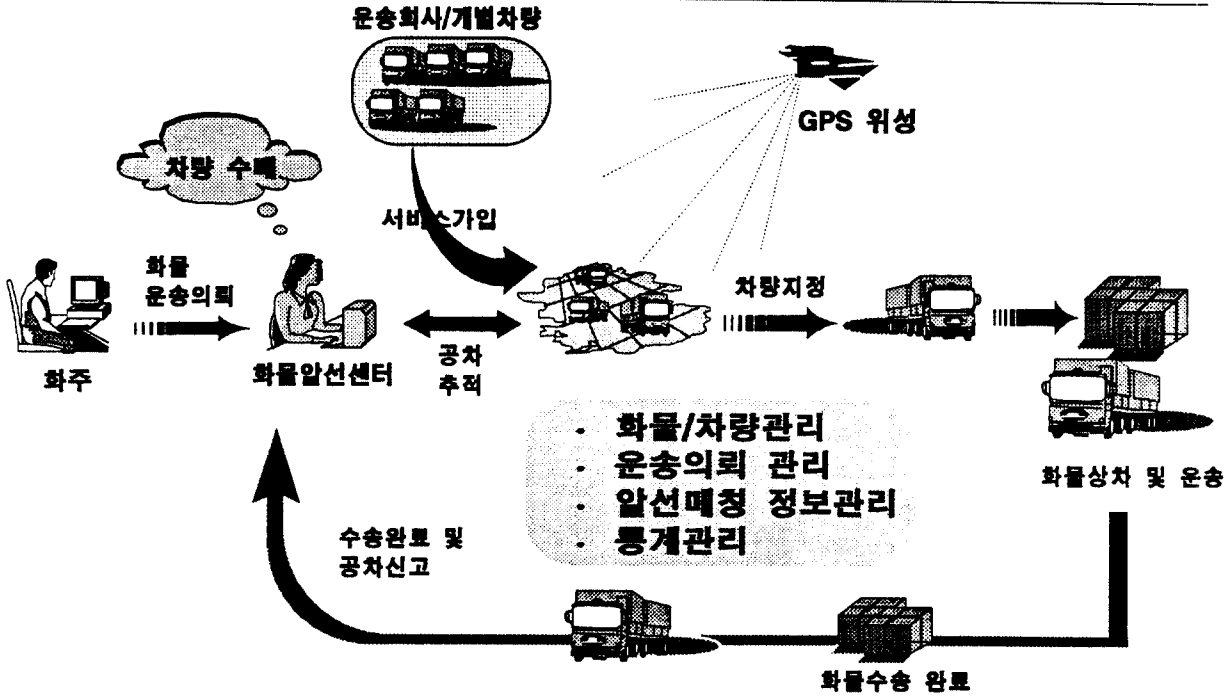 운송회사/개별차량
GPS 위성
차량 수배
서비스가입
화물
운송의뢰
차량지정
화주
화물알선센터
공차
추적
· 화물/차량관리
· 운송의뢰 관리
· 알선매칭 정보관리
· 통계관리
화물상차 및 운송
수송완료 및
공차신고
화물수송 완료